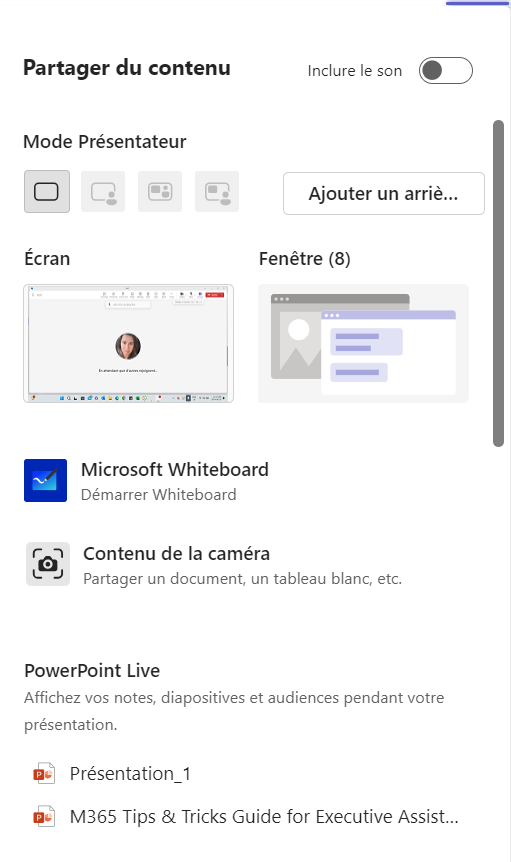 Partager du contenu
Inclure le son
Mode Présentateur
Ajouter un arriè...
Écran
Fenêtre (8)
En attendant que d'autres rejoignent...
Microsoft Whiteboard
Démarrer Whiteboard
Contenu de la caméra
Partager un document, un tableau blanc, etc.
PowerPoint Live
Affichez vos notes, diapositives et audiences pendant votre
présentation.
Présentation_1
M365 Tips & Tricks Guide for Executive Assist...